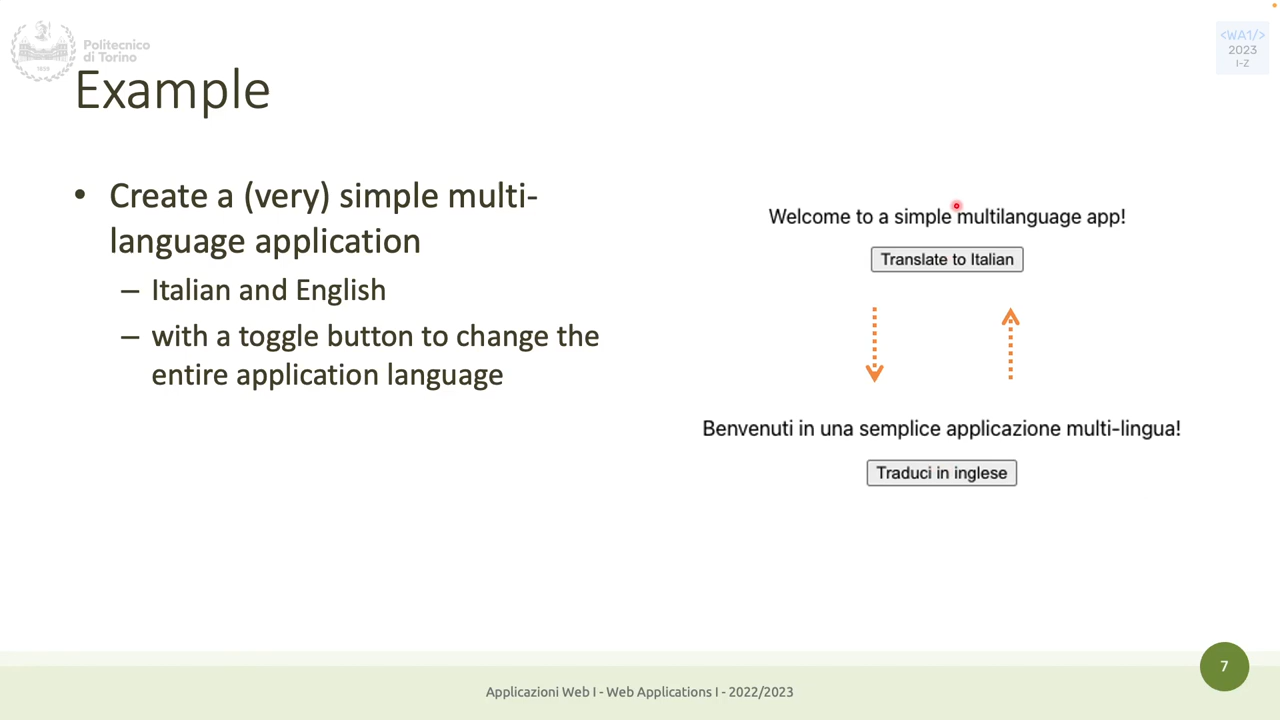 Politecnico
di Torino
1859
<WA1/>
2023
I-Z
Example
• Create a (very) simple multi-
language application
– Italian and English
– with a toggle button to change the
entire application language
Welcome to a simple multilanguage app!
Translate to Italian
Benvenuti in una semplice applicazione multi-lingua!
Traduci in inglese
7
Applicazioni Web I - Web Applications I - 2022/2023